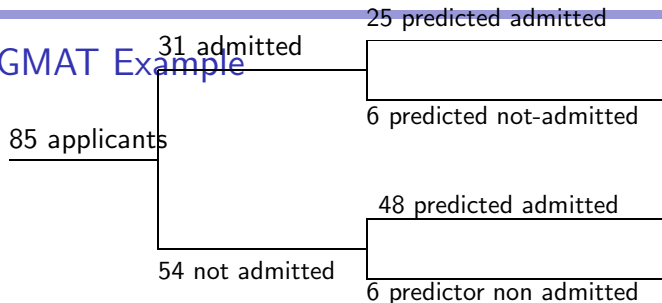 25 predicted admitted
31 admitted
GMAT Example
6 predicted not-admitted
85 applicants
48 predicted admitted
54 not admitted
6 predictor non admitted